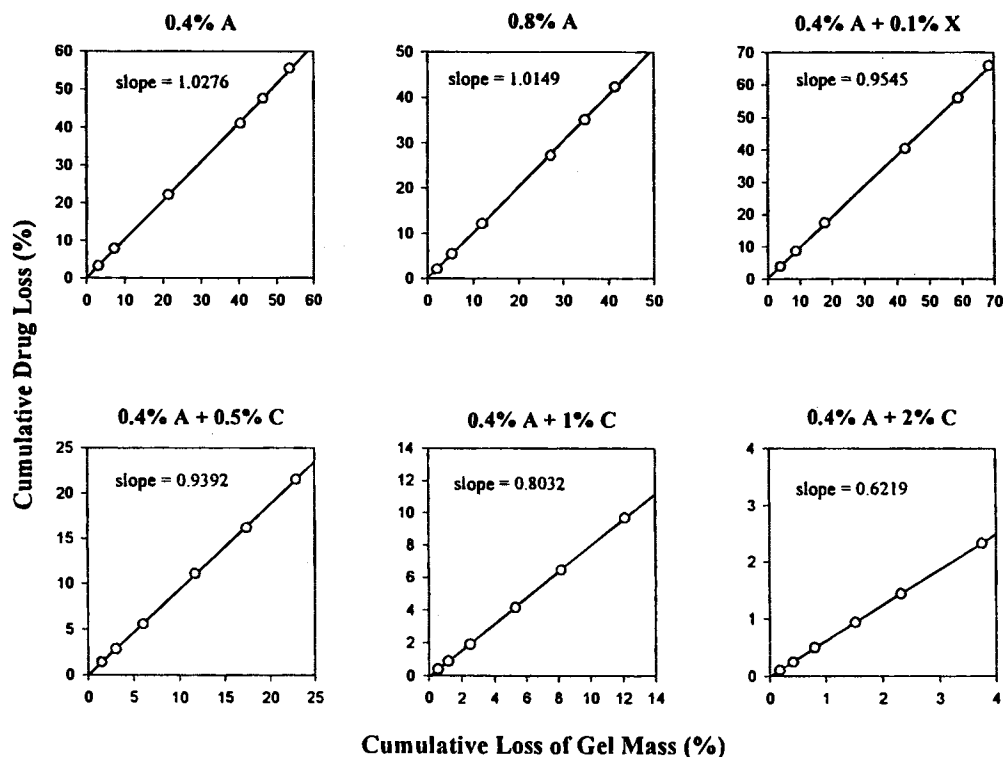 0.4% A
0.8% A
0.4% A + 0.1% X
60
50
40
30
20
10
0
slope = 1.0276
0 10 20 30 40 50 60
50
40
30
20
10
0
slope = 1.0149
0 10 20 30 40 50
70
60
50
40
30
20
10
0
slope = 0.9545
0 10 20 30 40 50 60 70
Cumulative Drug Loss (%)
0.4% A + 0.5% C
0.4% A + 1% C
0.4% A + 2% C
25
20
15
10
5
0
slope = 0.9392
0 5 10 15 20 25
14
12
10
8
6
4
2
0
slope = 0.8032
0 2 4 6 8 10 12 14
4
3
2
1
0
slope = 0.6219
0 1 2 3 4
Cumulative Loss of Gel Mass (%)